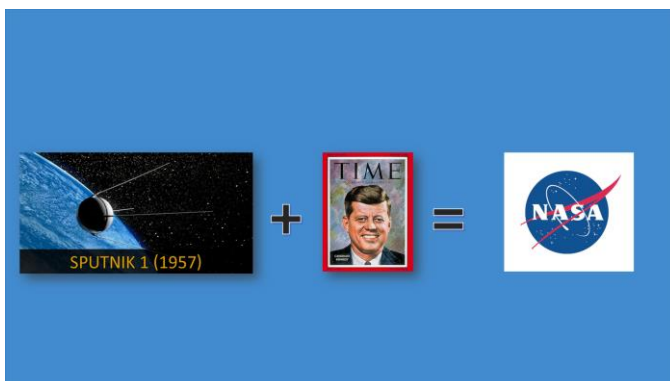 SPUTNIK 1 (1957)
+
TIME
=
NASA